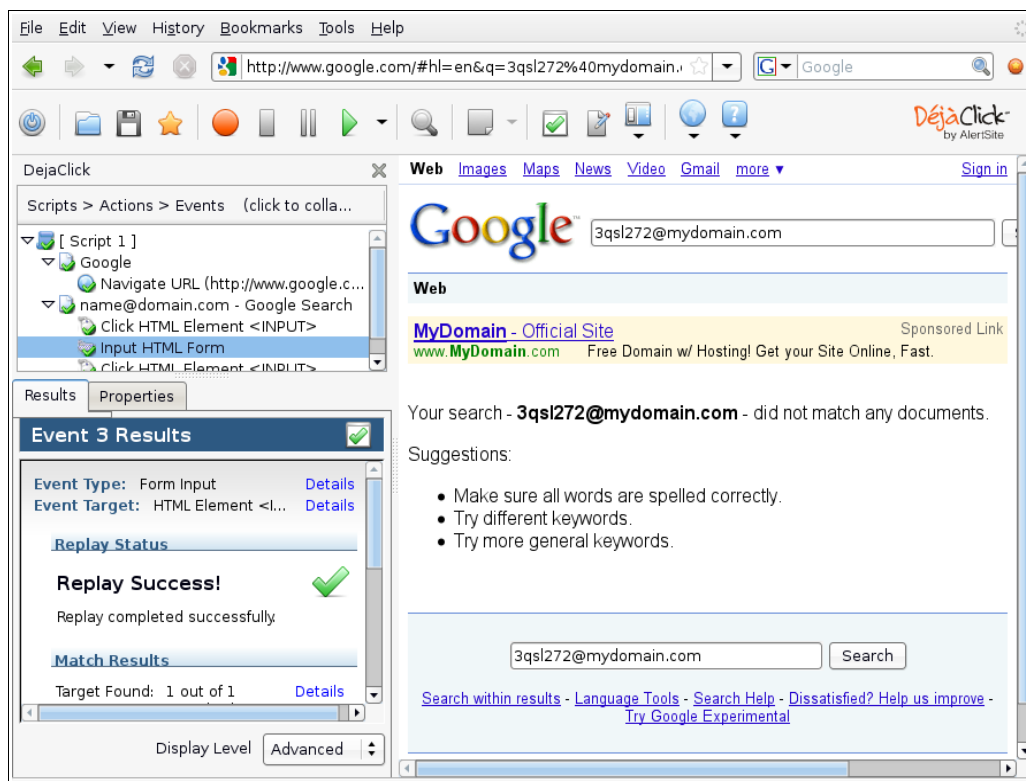 File Edit View History Bookmarks Tools Help
http://www.google.com/#hl=en&q=3qsl272%40mydomain.
G Google
DéjàClick
by AlertSite
DejaClick
Scripts > Actions > Events (click to colla...
[ Script 1 ]
Google
Navigate URL (http://www.google.c...
name@domain.com - Google Search
Click HTML Element <INPUT>
Input HTML Form
Click HTML Element <INPUT>
Results Properties
Event 3 Results
Event Type: Form Input Details
Event Target: HTML Element <I... Details
Replay Status
Replay Success!
Replay completed successfully.
Match Results
Target Found: 1 out of 1 Details
Display Level Advanced
Web Images Maps News Video Gmail more ▼ Sign in
Google™ 3qsl272@mydomain.com
Web
MyDomain - Official Site Sponsored Link
www.MyDomain.com Free Domain w/ Hosting! Get your Site Online, Fast.
Your search - 3qsl272@mydomain.com - did not match any documents.
Suggestions:
• Make sure all words are spelled correctly.
• Try different keywords.
• Try more general keywords.
3qsl272@mydomain.com Search
Search within results - Language Tools - Search Help - Dissatisfied? Help us improve -
Try Google Experimental